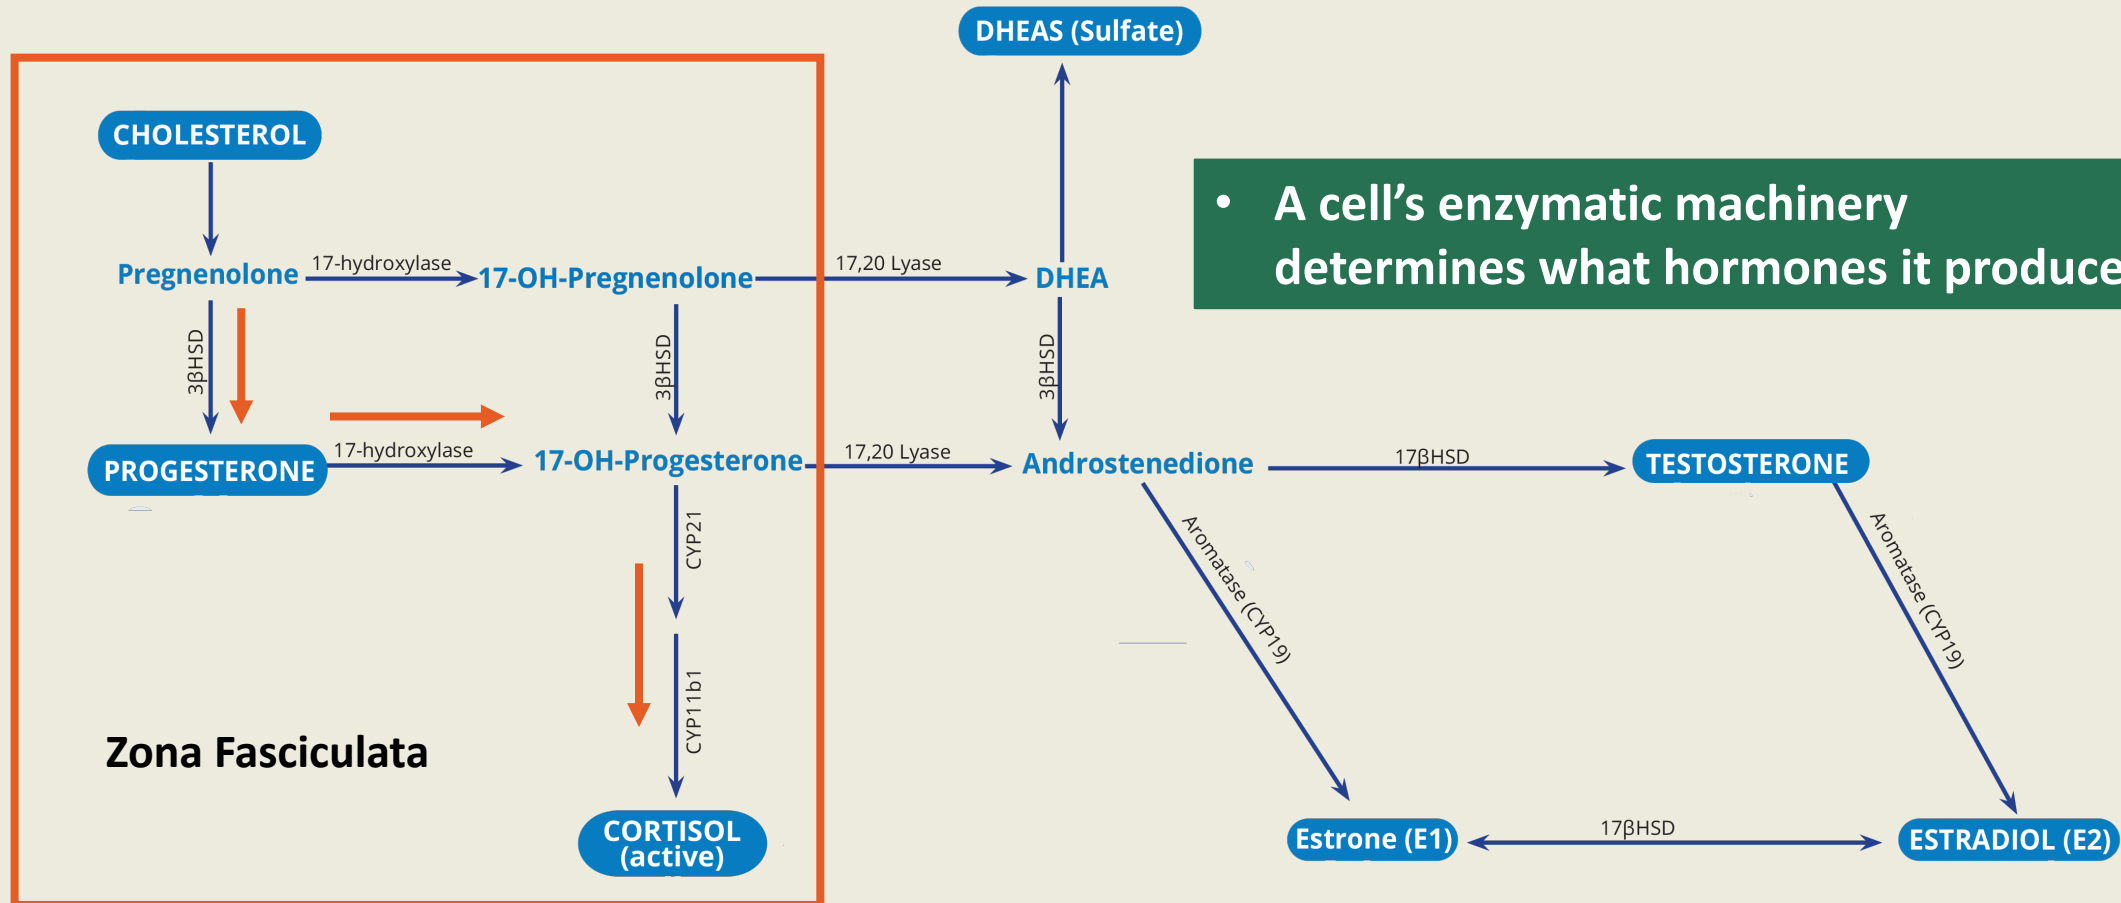 DHEAS (Sulfate)
CHOLESTEROL
• A cell’s enzymatic machinery
determines what hormones it produce
Pregnenolone
17-hydroxylase
17-OH-Pregnenolone
17,20 Lyase
DHEA
3βHSD
3βHSD
3βHSD
PROGESTERONE
17-hydroxylase
17-OH-Progesterone
17,20 Lyase
Androstenedione
17βHSD
TESTOSTERONE
CYP21
Aromatase (CYP19)
Aromatase (CYP19)
CYP11b1
Zona Fasciculata
CORTISOL
(active)
Estrone (E1)
17βHSD
ESTRADIOL (E2)